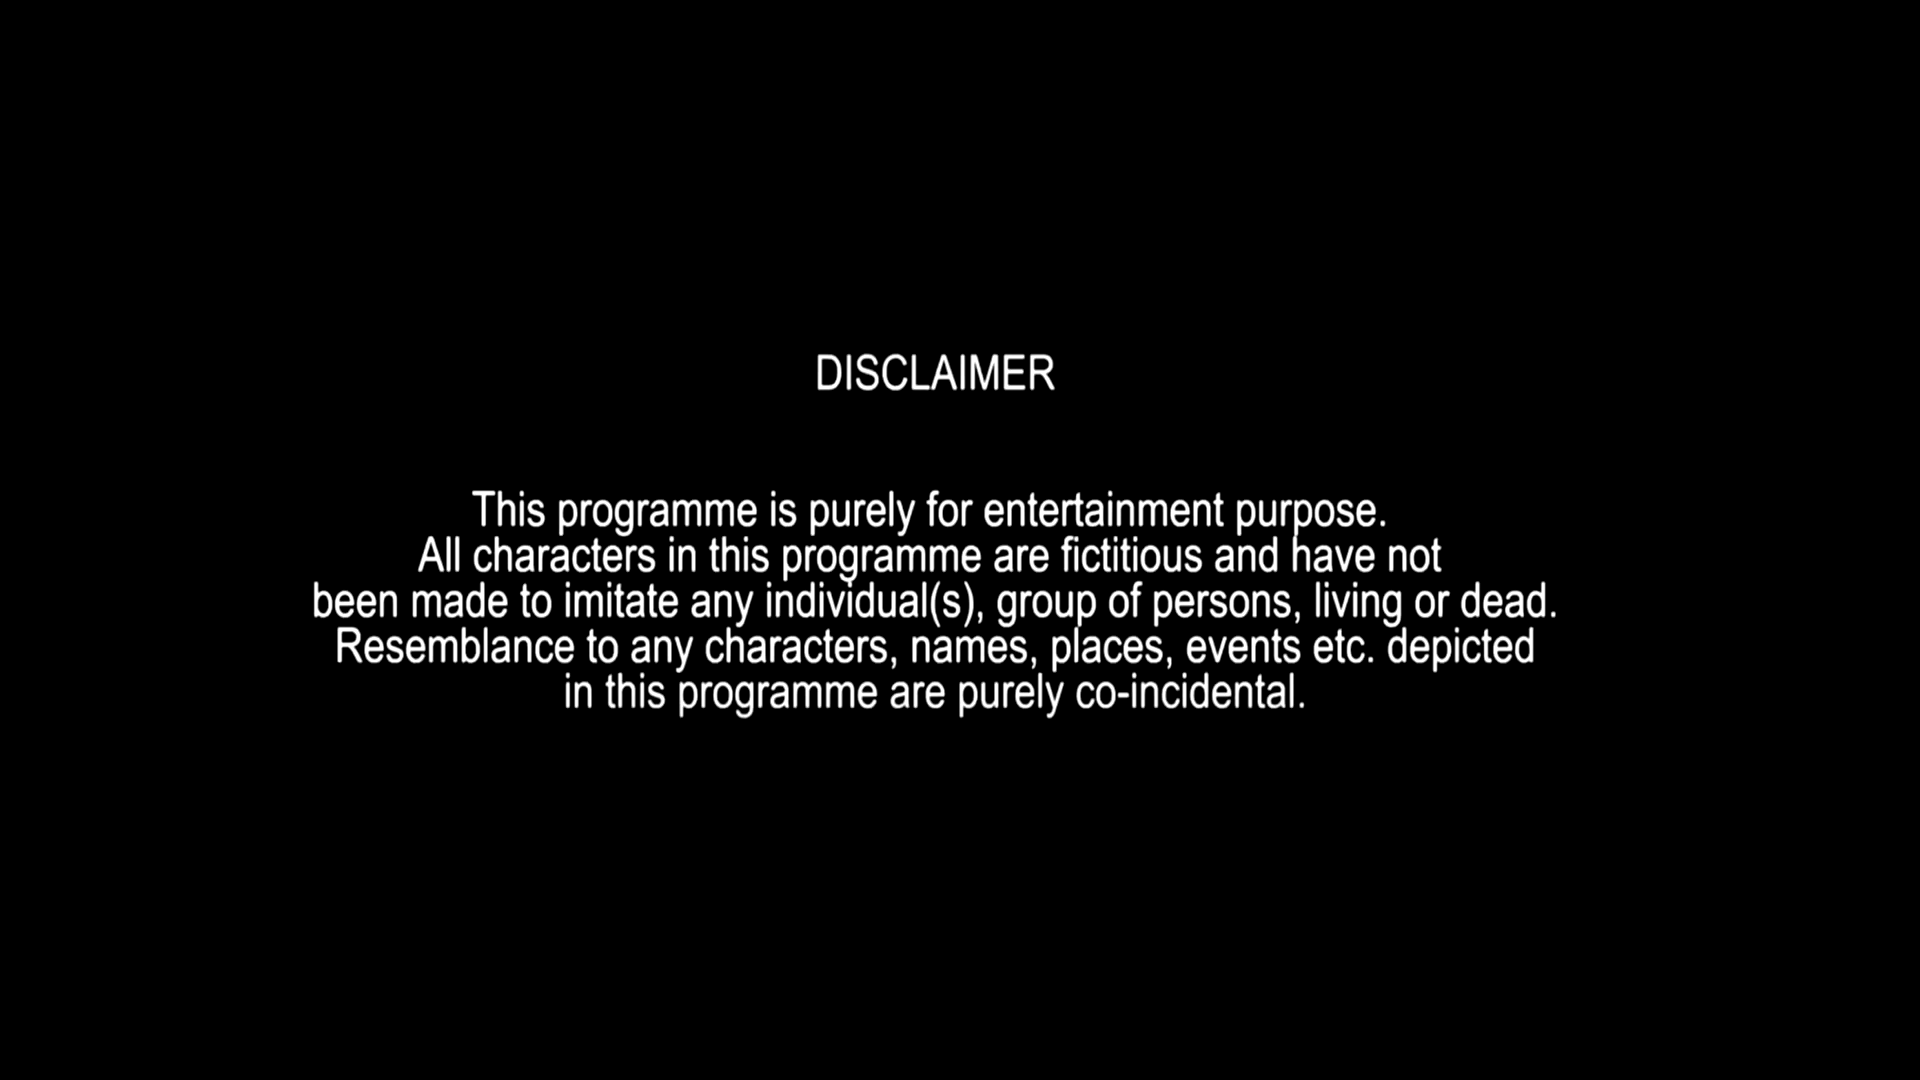 DISCLAIMER
This programme is purely for entertainment purpose.
All characters in this programme are fictitious and have not
been made to imitate any individual(s), group of persons, living or dead.
Resemblance to any characters, names, places, events etc. depicted
in this programme are purely co-incidental.